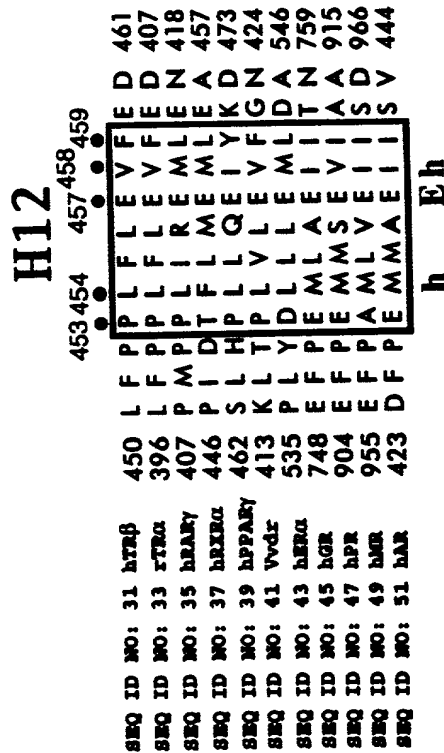 H12
453 454 457 458 459
SEQ ID NO: 31 hTRβ 450 L F P P L F L E V F E D 461
SEQ ID NO: 33 rTRα 396 L F P P L F L E V F E D 407
SEQ ID NO: 35 hRARγ 407 P M P P L I R E M L E N 418
SEQ ID NO: 37 hRXRα 446 P I D T F L M E M L E A 457
SEQ ID NO: 39 hPPARγ 462 S L H P L L Q E I Y K D 473
SEQ ID NO: 41 Vvdr 413 K L T P L V L E V F G N 424
SEQ ID NO: 43 hERα 535 P L Y D L L L E M L D A 546
SEQ ID NO: 45 hGR 748 E F P E M L A E I I T N 759
SEQ ID NO: 47 hPR 904 E F P E M M S E V I A A 915
SEQ ID NO: 49 hMR 955 E F P A M L V E I I S D 966
SEQ ID NO: 51 hAR 423 D F P E M M A E I I S V 444
h Eh